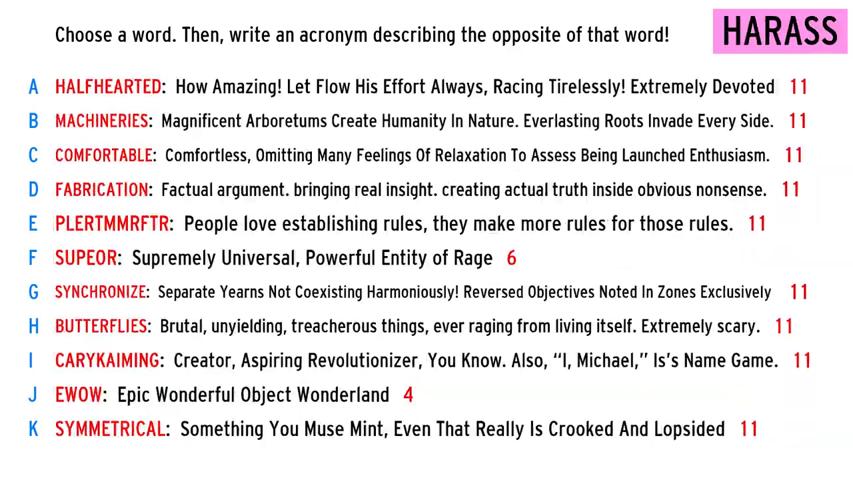 Choose a word. Then, write an acronym describing the opposite of that word!
HARASS
A HALFHEARTED: How Amazing! Let Flow His Effort Always, Racing Tirelessly! Extremely Devoted 11
B MACHINERIES: Magnificent Arboretums Create Humanity In Nature. Everlasting Roots Invade Every Side. 11
C COMFORTABLE: Comfortless, Omitting Many Feelings Of Relaxation To Assess Being Launched Enthusiasm. 11
D FABRICATION: Factual argument. bringing real insight. creating actual truth inside obvious nonsense. 11
E PLERTMMRFTR: People love establishing rules, they make more rules for those rules. 11
F SUPEOR: Supremely Universal, Powerful Entity of Rage 6
G SYNCHRONIZE: Separate Yearns Not Coexisting Harmoniously! Reversed Objectives Noted In Zones Exclusively 11
H BUTTERFLIES: Brutal, unyielding, treacherous things, ever raging from living itself. Extremely scary. 11
I CARYKAIMING: Creator, Aspiring Revolutionizer, You Know. Also, “I, Michael,” Is’s Name Game. 11
J EWOW: Epic Wonderful Object Wonderland 4
K SYMMETRICAL: Something You Muse Mint, Even That Really Is Crooked And Lopsided 11